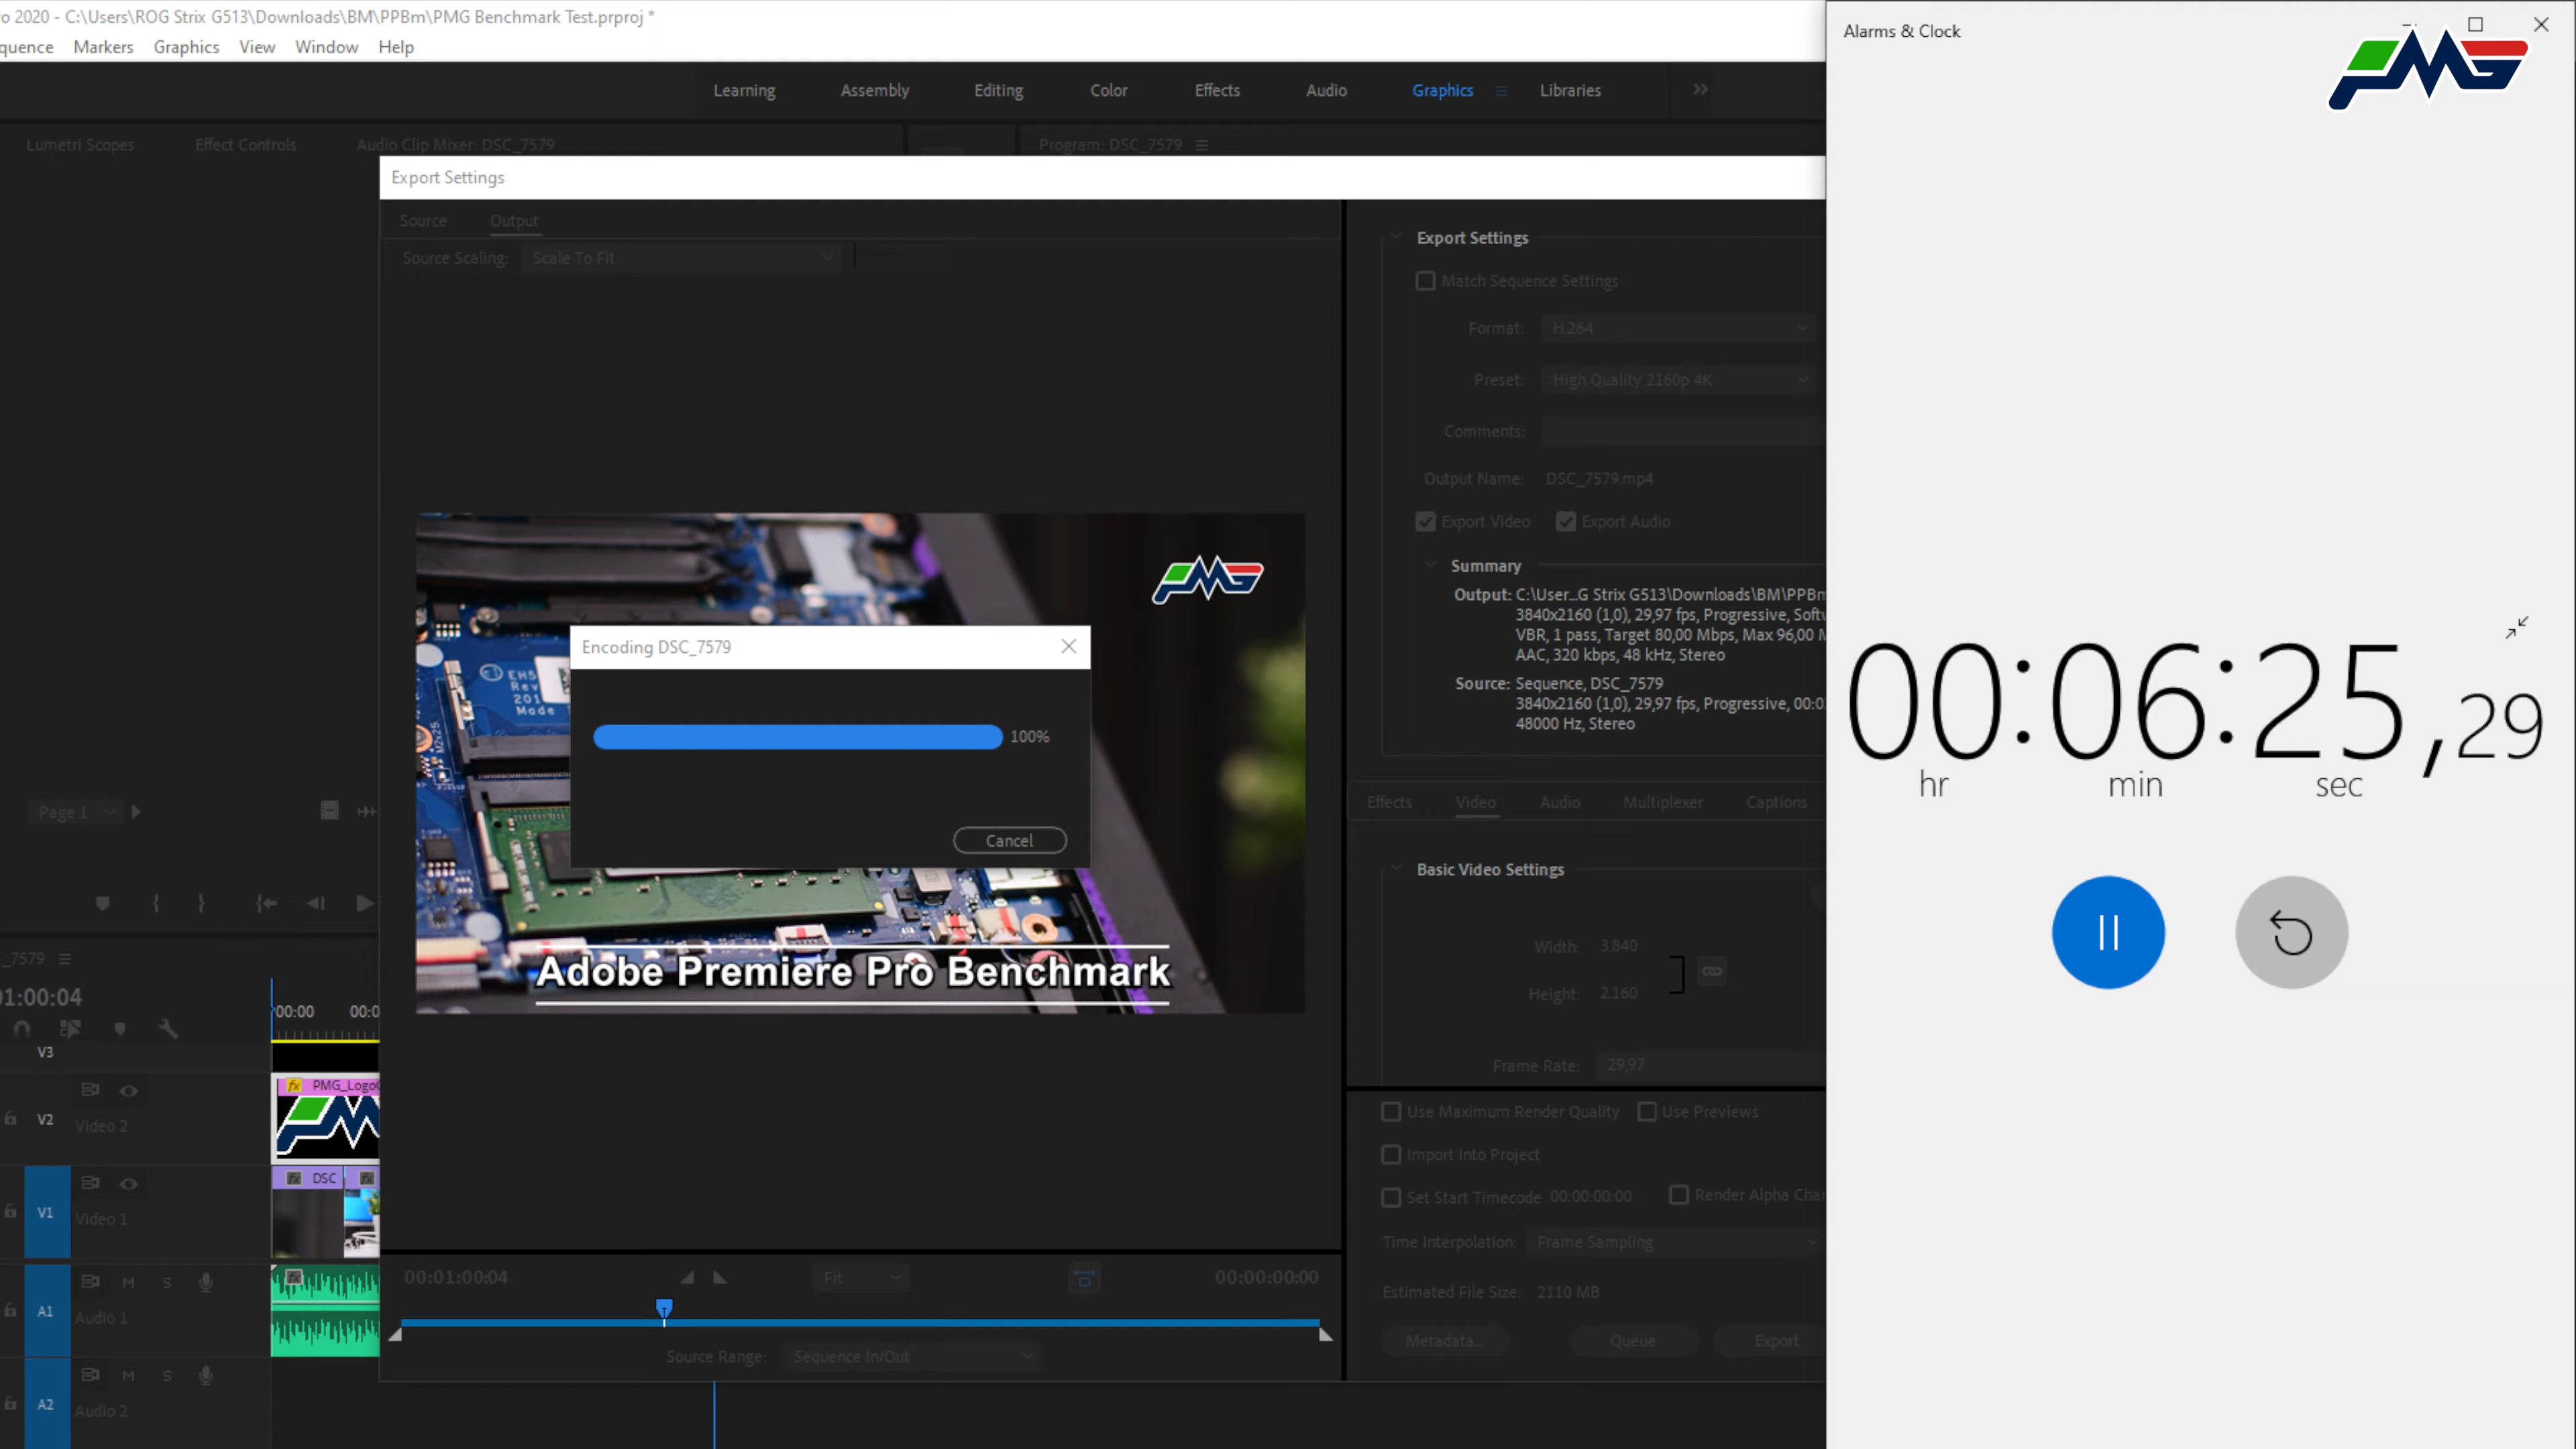 o 2020 - C:\Users\ROG Strix G513\Downloads\BM\PPBm\PMG Benchmark Test.prproj *
quence Markers Graphics View Window Help
Alarms & Clock
PMG
Learning Assembly Editing Color Effects Audio Graphics Libraries
Lumetri Scopes Effect Controls Audio Clip Mixer: DSC_7579 Program: DSC_7579
Export Settings
Source Output
Source Scaling: Scale To Fit
Export Settings
Match Sequence Settings
Format: H.264
Preset: High Quality 2160p 4K
Comments:
Output Name: DSC_7579.mp4
Export Video Export Audio
Summary
Output: C:\User...G Strix G513\Downloads\BM\PPBm
3840x2160 (1,0), 29,97 fps, Progressive, Softw
VBR, 1 pass, Target 80,00 Mbps, Max 96,00 M
AAC, 320 kbps, 48 kHz, Stereo
Source: Sequence, DSC_7579
3840x2160 (1,0), 29,97 fps, Progressive, 00:0
48000 Hz, Stereo
PMG
EH5
Rev
201
Made
Encoding DSC_7579
100%
Cancel
Adobe Premiere Pro Benchmark
00:06:25,29
hr min sec
Effects Video Audio Multiplexer Captions
Basic Video Settings
Width: 3.840
Height: 2.160
Frame Rate: 29,97
Use Maximum Render Quality Use Previews
Import Into Project
Set Start Timecode 00:00:00:00 Render Alpha Chan
Time Interpolation: Frame Sampling
Estimated File Size: 2110 MB
Metadata... Queue Export
Page 1
_7579
1:00:04
:00:00 00:0
V3
PMG_Logo
V2 Video 2
DSC
V1 Video 1
M S
A1 Audio 1
M S
A2 Audio 2
00:01:00:04 Fit 00:00:00:00
Source Range: Sequence In/Out